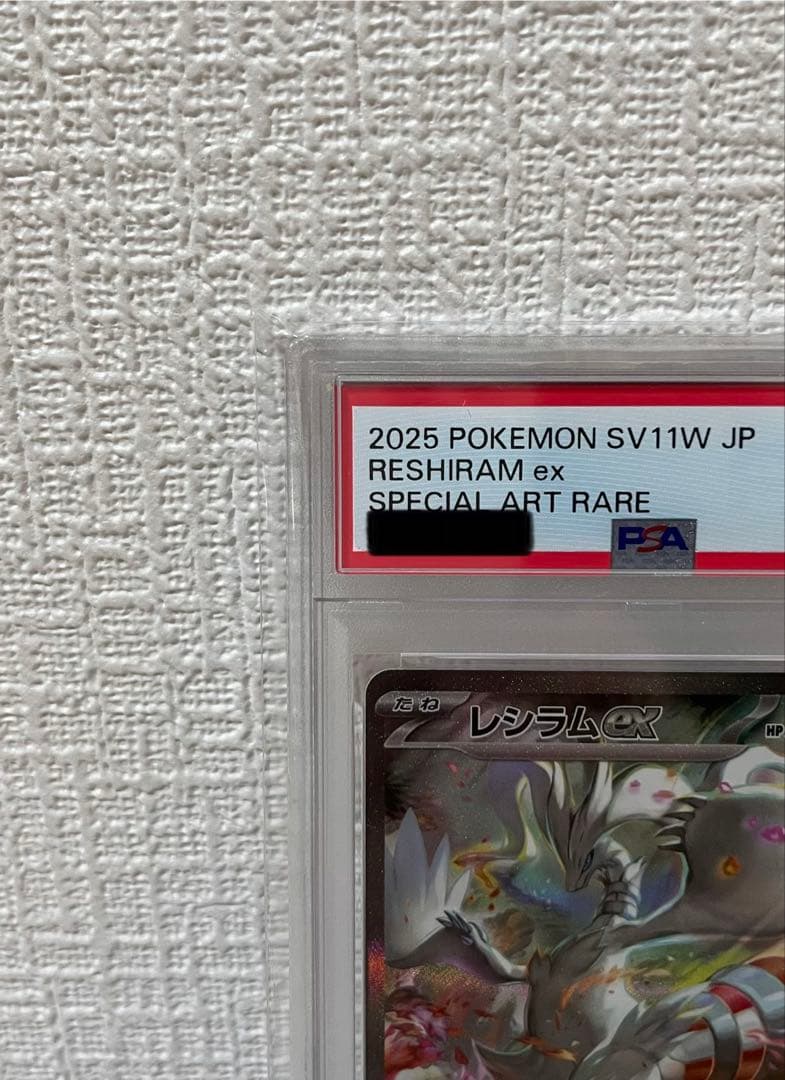 2025 POKEMON SV11W JP
RESHIRAM ex
SPECIAL ART RARE
PSA
たね
レシラムex
HP